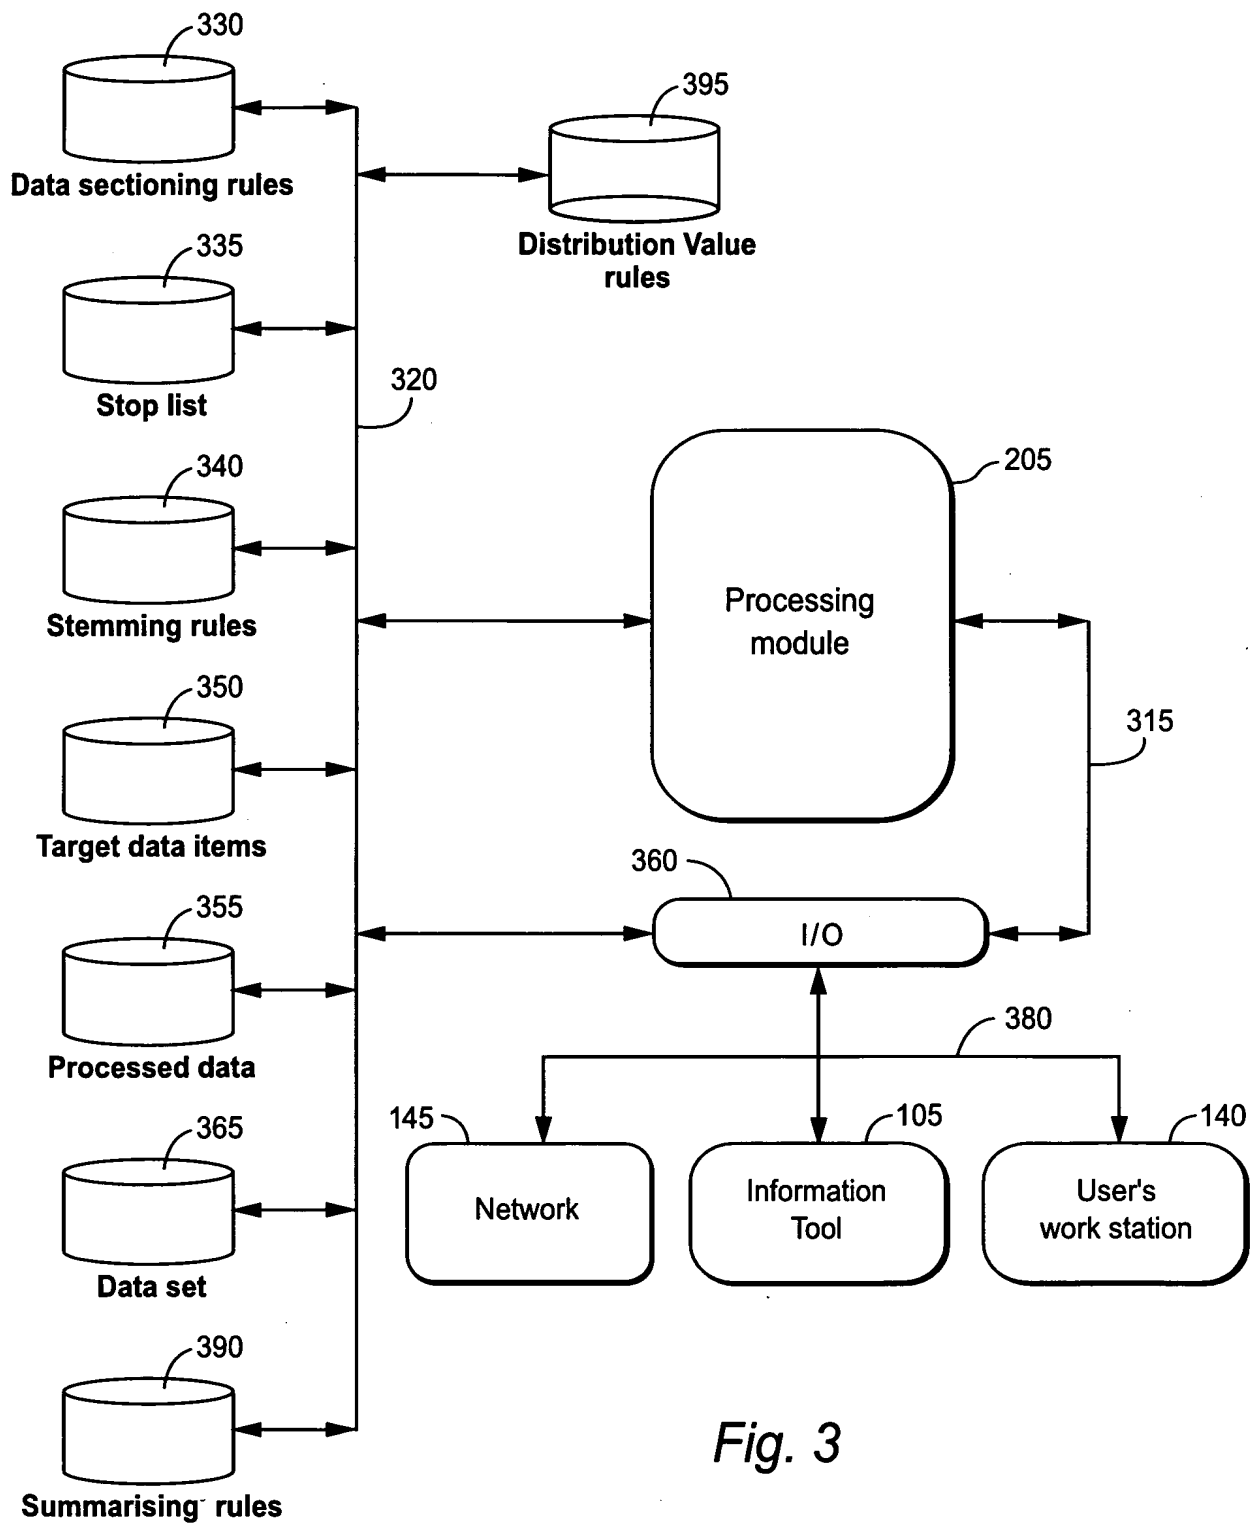 330
Data sectioning rules
395
Distribution Value
rules
335
Stop list
320
340
Stemming rules
205
Processing
module
350
Target data items
315
360
I/O
355
Processed data
380
365
Data set
145
Network
105
Information
Tool
140
User's
work station
390
Summarising rules
Fig. 3